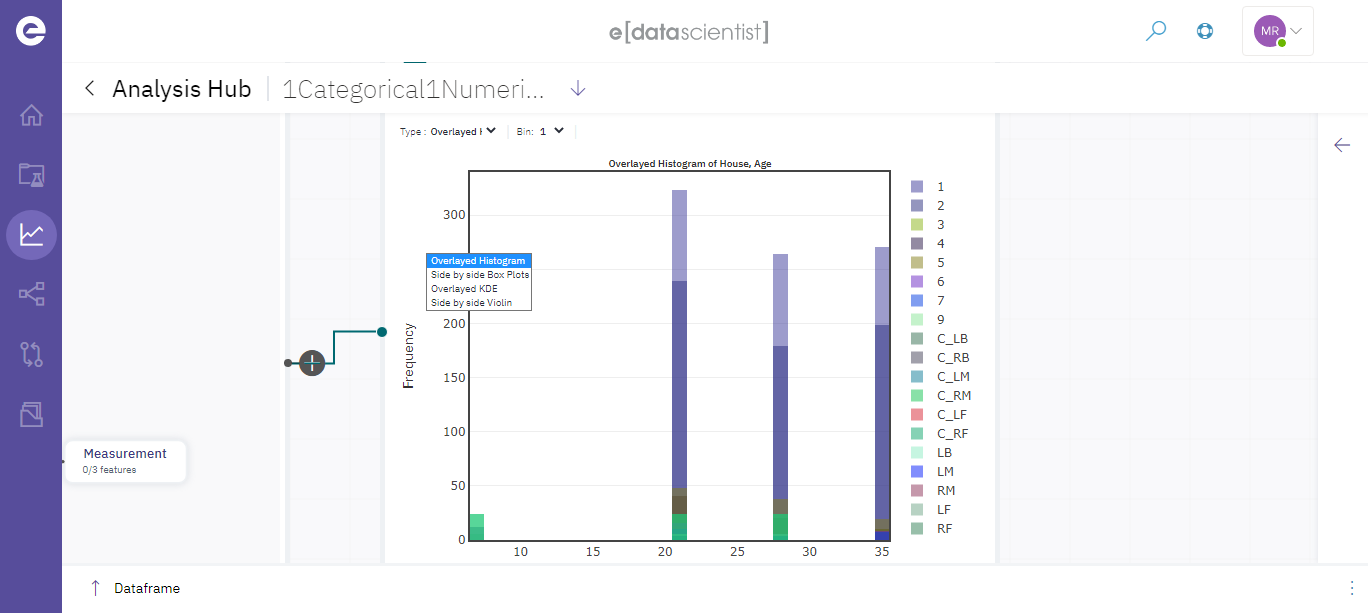 e[datascientist]
MR
Analysis Hub
1Categorical1Numeri...
Type : Overlayed H
Bin: 1
Overlayed Histogram of House, Age
Overlayed Histogram
Side by side Box Plots
Overlayed KDE
Side by side Violin
Frequency
300
200
150
100
50
0
10 15 20 25 30 35
1
2
3
4
5
6
7
9
C_LB
C_RB
C_LM
C_RM
C_LF
C_RF
LB
LM
RM
LF
RF
Measurement
0/3 features
Dataframe